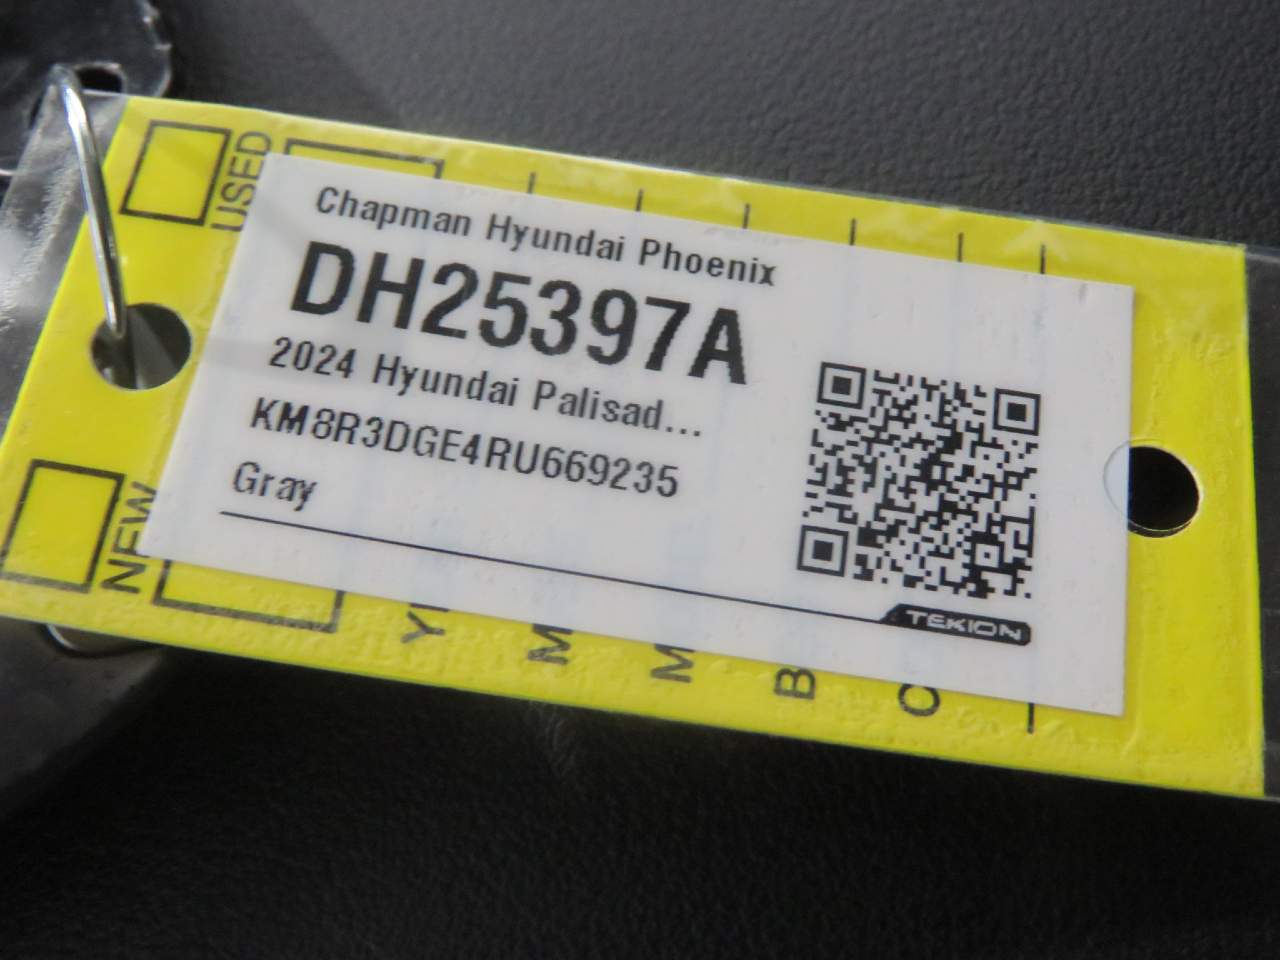 USED
Chapman Hyundai Phoenix
DH25397A
2024 Hyundai Palisad...
KM8R3DGE4RU669235
Gray
TEKION
NEW
Y
M
M
B
C